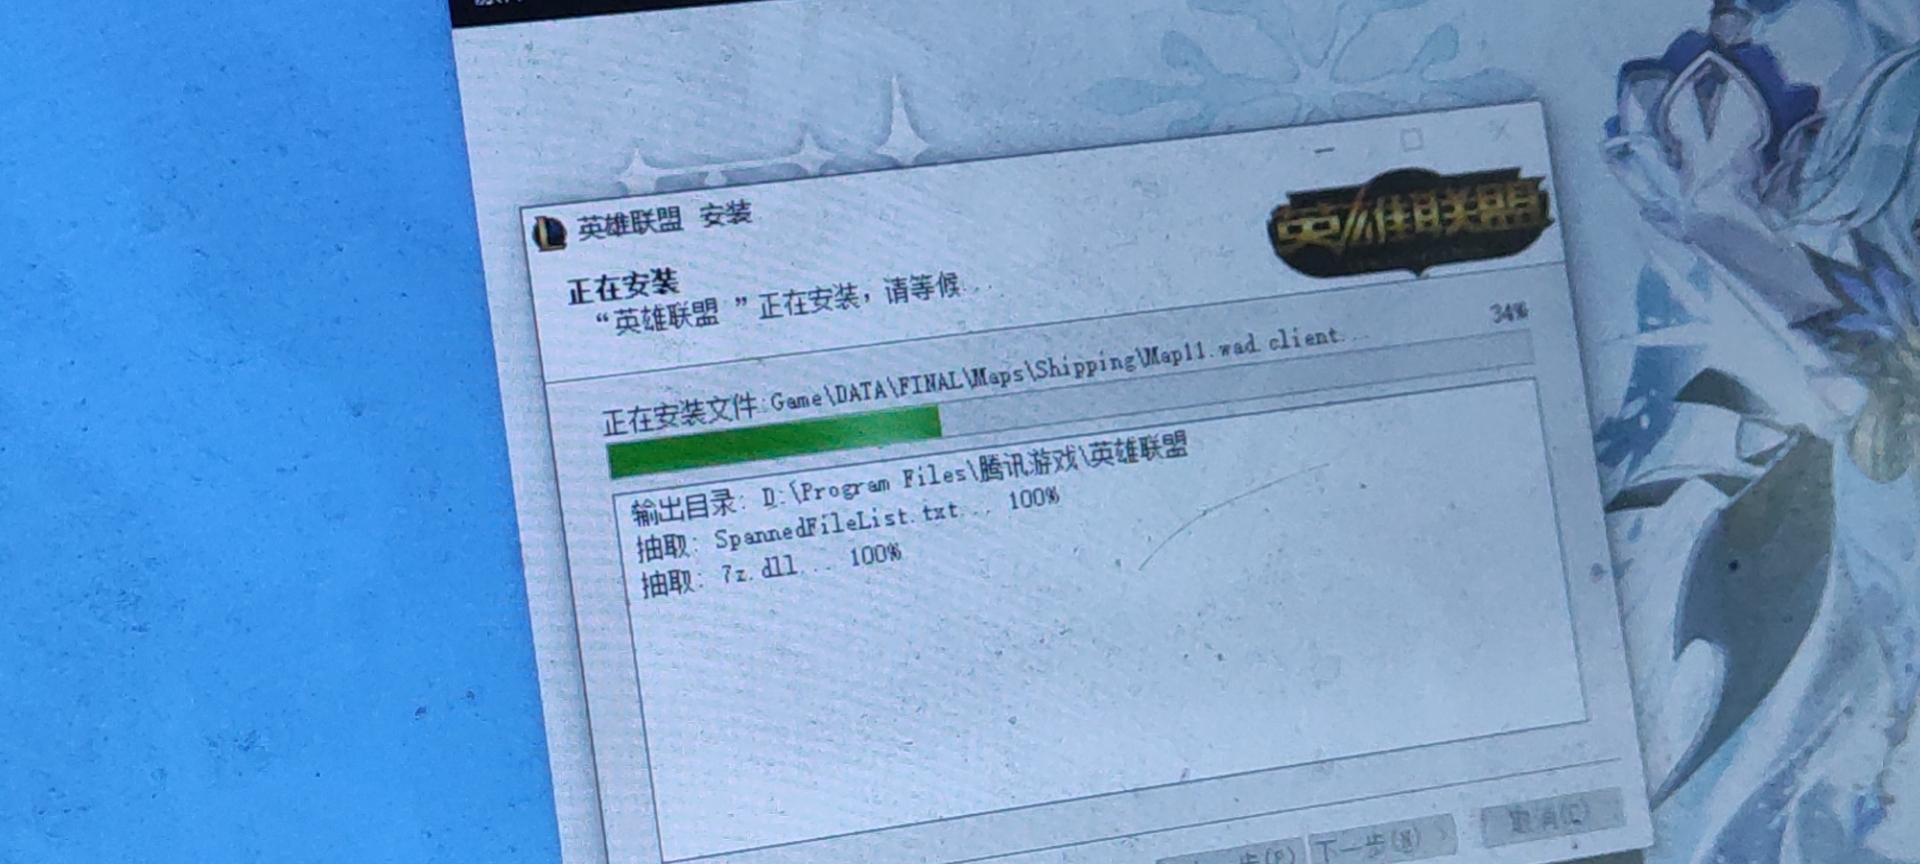 英雄联盟 安装
英雄联盟
正在安装
“英雄联盟 ”正在安装，请等候...
34%
正在安装文件:Game\DATA\FINAL\Maps\Shipping\Map11.wad.client...
输出目录: D:\Program Files\腾讯游戏\英雄联盟
抽取: SpannedFileList.txt... 100%
抽取: 7z.dll... 100%
步(P) 下一步(N) > 取消(C)